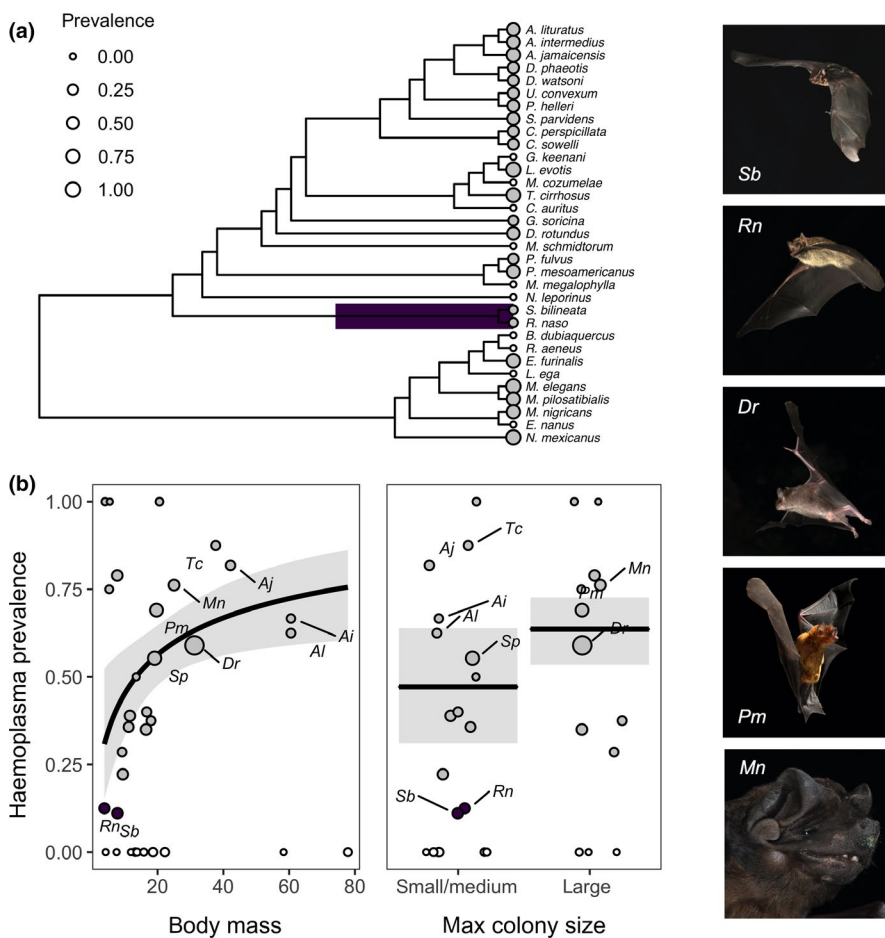 (a)
Prevalence
0.00
0.25
0.50
0.75
1.00
A. lituratus
A. intermedius
A. jamaicensis
D. phaeotis
D. watsoni
U. convexum
P. helleri
S. parvidens
C. perspicillata
C. sowelli
G. keenani
L. evotis
M. cozumelae
T. cirrhosus
C. auritus
G. soricina
D. rotundus
M. schmidtorum
P. fulvus
P. mesoamericanus
M. megalophylla
N. leporinus
S. bilineata
R. naso
B. dubiaquercus
R. aeneus
E. furinalis
L. ega
M. elegans
M. pilosatibialis
M. nigricans
E. nanus
N. mexicanus
(b)
Haemoplasma prevalence
1.00
0.75
0.50
0.25
0.00
Tc
Aj
Mn
Pm
Ai
Al
Sp
Dr
Rn
Sb
20
40
60
80
Body mass
Tc
Aj
Mn
Pm
Ai
Al
Sp
Dr
Sb
Rn
Small/medium
Large
Max colony size
Sb
Rn
Dr
Pm
Mn